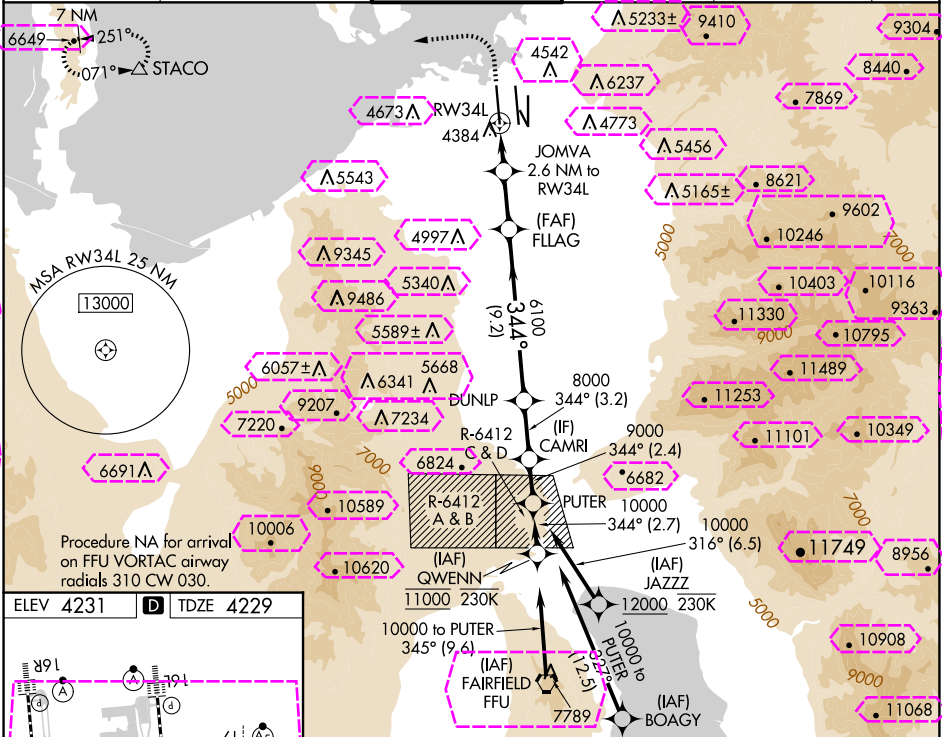 7 NM
6649
251°
071°
STACO
5233±
9410
9304
4542
6237
8440
7869
4673
RW34L
4384
4773
5456
JOMVA
2.6 NM to
RW34L
5543
5165±
8621
9602
10246
7000
(FAF)
FLLAG
4997
5000
9345
MSA RW34L 25 NM
13000
5340
9486
10403
10116
9363
5589±
6100
344°
(9.2)
11330
9000
10795
6057±
5668
6341
11489
5000
9207
7220
7234
DUNLP
8000
344° (3.2)
11253
(IF)
CAMRI
11101
10349
R-6412
C & D
9000
344° (2.4)
7000
6691
6824
6682
9000
R-6412
A & B
PUTER
10000
344° (2.7)
7000
10589
10006
10000
316° (6.5)
11749
8956
Procedure NA for arrival
on FFU VORTAC airway
radials 310 CW 030.
10620
(IAF)
QWENN
11000 230K
(IAF)
JAZZZ
12000 230K
5000
ELEV 4231 D TDZE 4229
10000 to PUTER
345° (9.6)
10000 to
PUTER
327°
(12.5)
10908
9000
(IAF)
FAIRFIELD
FFU
7789
(IAF)
BOAGY
11068
16R
A
P
A
16L
P